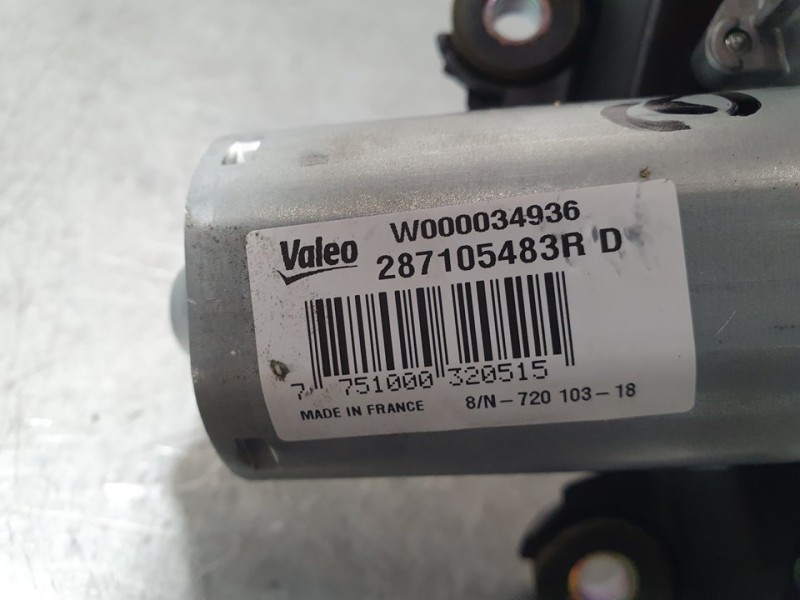 Valeo W000034936
287105483R D
7 751000 320515
MADE IN FRANCE 8/N-720 103-18